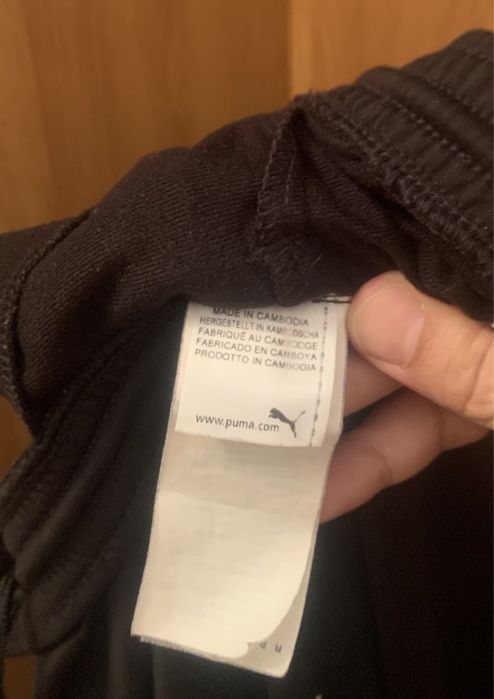 MADE IN CAMBODIA
HERGESTELLT IN KAMBODSCHA
FABRIQUÉ AU CAMBODGE
FABRICADO EN CAMBOYA
PRODOTTO IN CAMBOGIA
www.puma.com